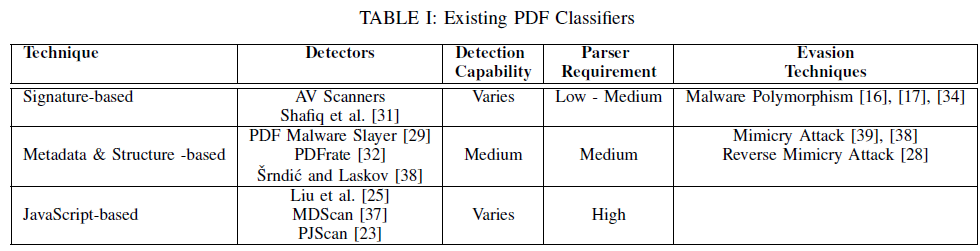 TABLE I: Existing PDF Classifiers
Technique Detectors Detection Capability Parser Requirement Evasion Techniques
Signature-based AV Scanners Varies Low - Medium Malware Polymorphism [16], [17], [34]
Shafiq et al. [31]
PDF Malware Slayer [29] Mimicry Attack [39], [38]
Metadata & Structure -based PDFrate [32] Medium Medium Reverse Mimicry Attack [28]
Šrndić and Laskov [38]
Liu et al. [25]
JavaScript-based MDScan [37] Varies High
PJScan [23]